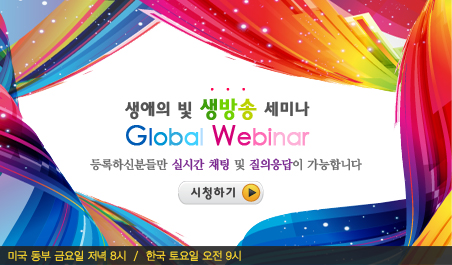 생애의 빛 생방송 세미나
Global Webinar
등록하신분들만 실시간 채팅 및 질의응답이 가능합니다
시청하기
미국 동부 금요일 저녁 8시 / 한국 토요일 오전 9시